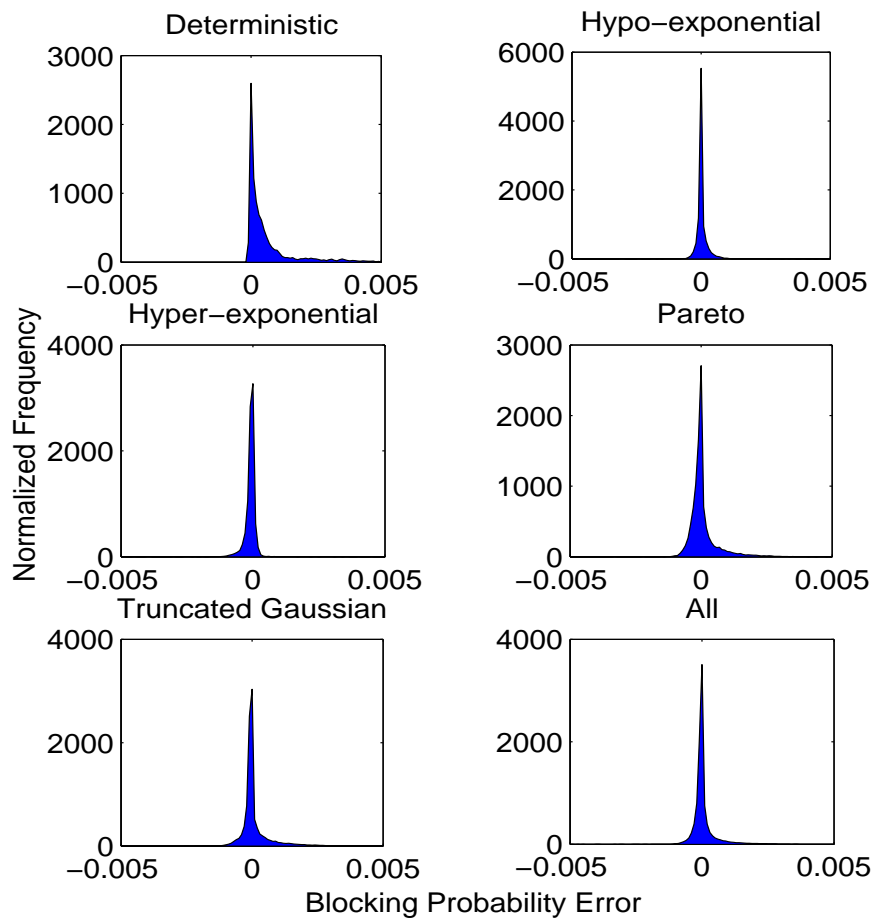 Deterministic
3000
2000
1000
0
−0.005 0 0.005
Hypo−exponential
6000
4000
2000
0
−0.005 0 0.005
Hyper−exponential
4000
2000
0
−0.005 0 0.005
Pareto
3000
2000
1000
0
−0.005 0 0.005
Truncated Gaussian
4000
2000
0
−0.005 0 0.005
All
4000
2000
0
−0.005 0 0.005
Normalized Frequency
Blocking Probability Error